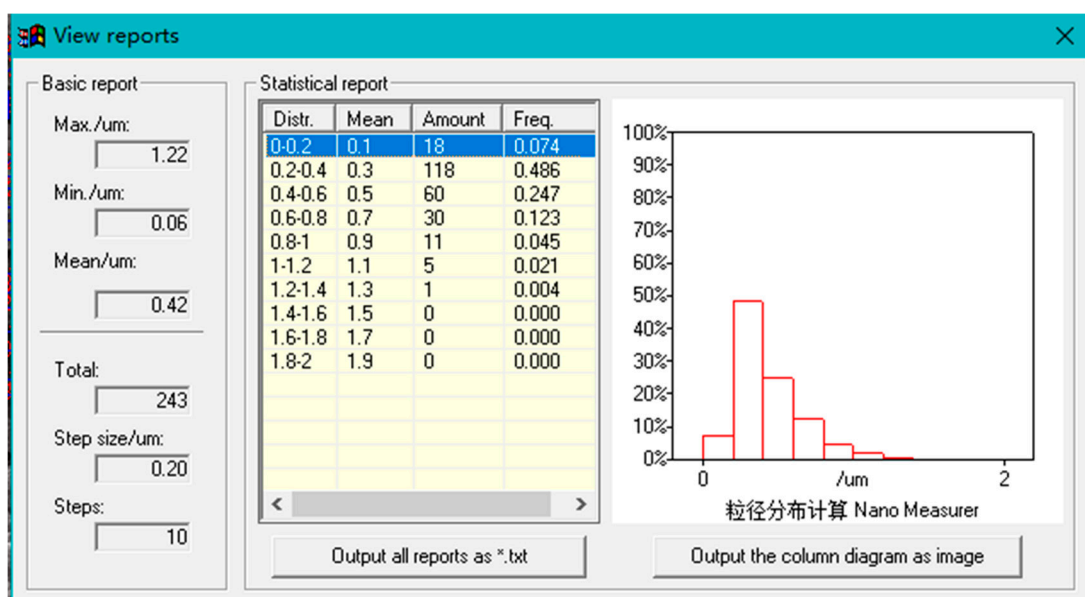 View reports
Basic report
Max./um:
1.22
Min./um:
0.06
Mean/um:
0.42
Total:
243
Step size/um:
0.20
Steps:
10
Statistical report
Distr. Mean Amount Freq.
0-0.2 0.1 18 0.074
0.2-0.4 0.3 118 0.486
0.4-0.6 0.5 60 0.247
0.6-0.8 0.7 30 0.123
0.8-1 0.9 11 0.045
1-1.2 1.1 5 0.021
1.2-1.4 1.3 1 0.004
1.4-1.6 1.5 0 0.000
1.6-1.8 1.7 0 0.000
1.8-2 1.9 0 0.000
Output all reports as *.txt
100%
90%
80%
70%
60%
50%
40%
30%
20%
10%
0%
0 /um 2
粒径分布计算 Nano Measurer
Output the column diagram as image